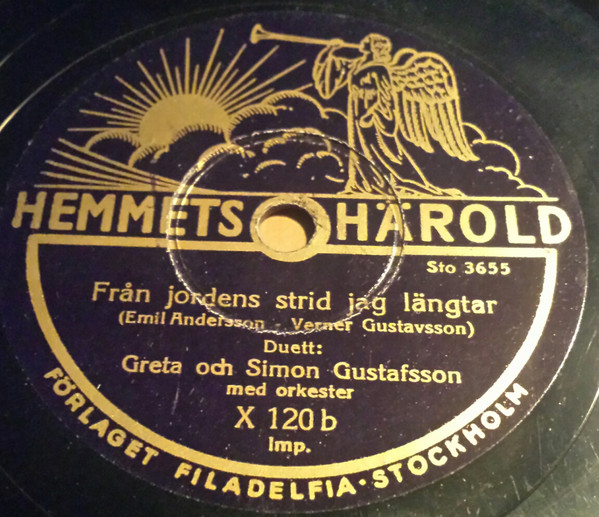 HEMMETS HÄROLD
Sto 3655
Från jordens strid jag längtar
(Emil Andersson - Verner Gustavsson)
Duett:
Greta och Simon Gustafsson
med orkester
X 120 b
Imp.
FÖRLAGET FILADELFIA · STOCKHOLM